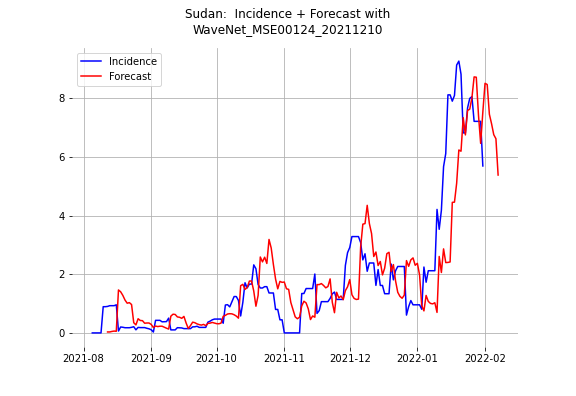 Sudan:  Incidence + Forecast with
WaveNet_MSE00124_20211210
Incidence
Forecast
8
6
4
2
0
2021-08 2021-09 2021-10 2021-11 2021-12 2022-01 2022-02